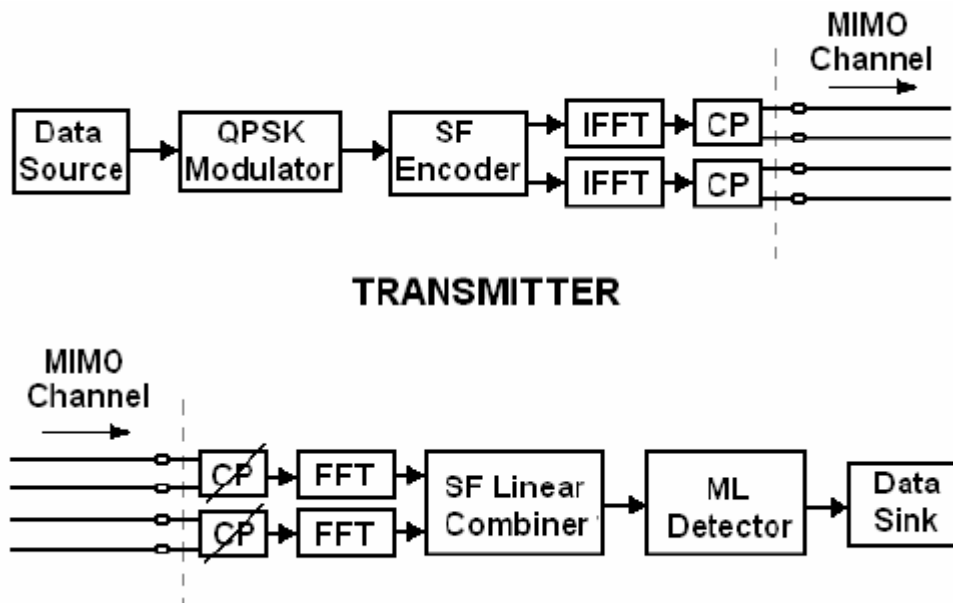 MIMO
Channel
Data
Source
QPSK
Modulator
SF
Encoder
IFFT
CP
IFFT
CP
TRANSMITTER
MIMO
Channel
CP
FFT
CP
FFT
SF Linear
Combiner
ML
Detector
Data
Sink